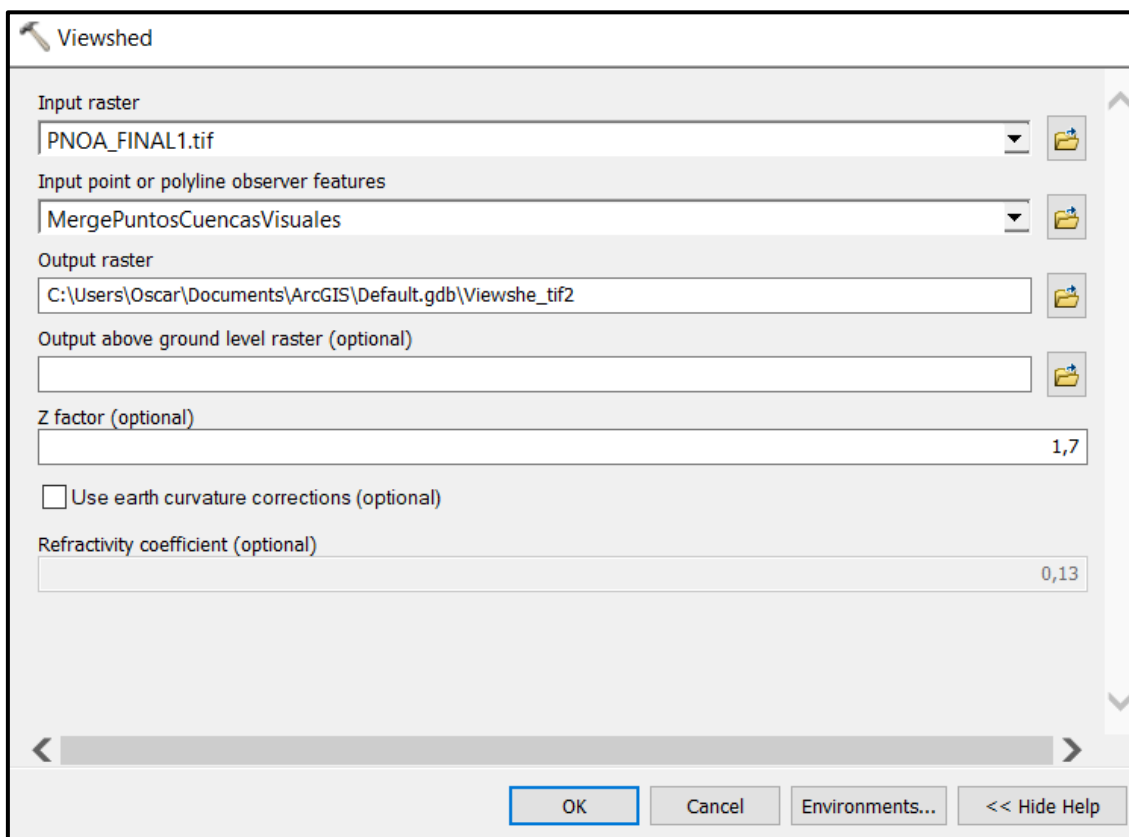 Viewshed
Input raster
PNOA_FINAL1.tif
Input point or polyline observer features
MergePuntosCuencasVisuales
Output raster
C:\Users\Oscar\Documents\ArcGIS\Default.gdb\Viewshe_tif2
Output above ground level raster (optional)
Z factor (optional)
1,7
Use earth curvature corrections (optional)
Refractivity coefficient (optional)
0,13
OK Cancel Environments... << Hide Help